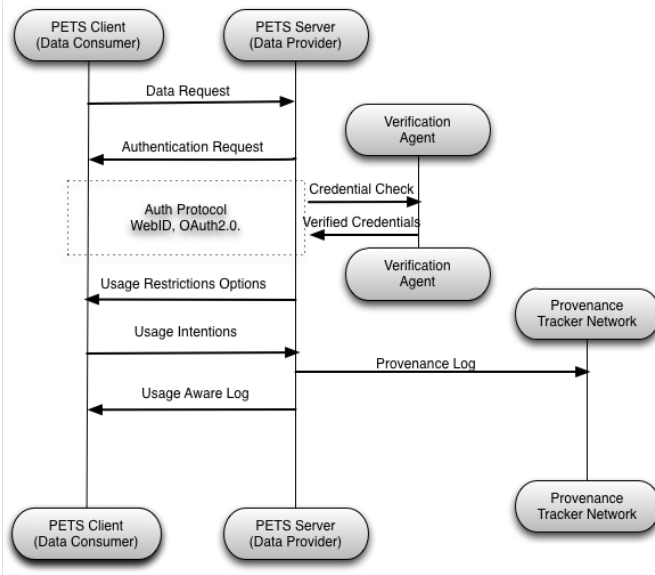 PETS Client
(Data Consumer)
PETS Server
(Data Provider)
Data Request
Verification
Agent
Authentication Request
Credential Check
Auth Protocol
WebID, OAuth2.0.
Verified Credentials
Verification
Agent
Usage Restrictions Options
Provenance
Tracker Network
Usage Intentions
Provenance Log
Usage Aware Log
PETS Client
(Data Consumer)
PETS Server
(Data Provider)
Provenance
Tracker Network